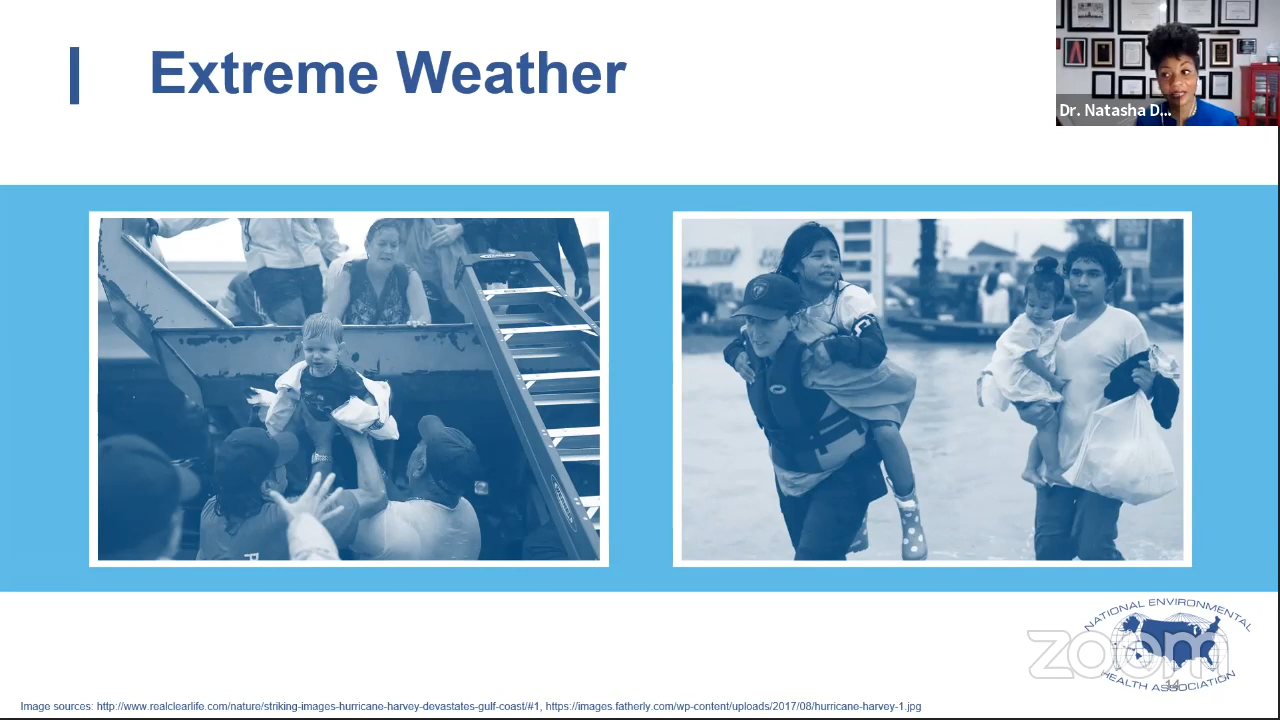 Extreme Weather
Dr. Natasha D...
NATIONAL ENVIRONMENTAL
zoom
HEALTH ASSOCIATION
14
Image sources: http://www.realclearlife.com/nature/striking-images-hurricane-harvey-devastates-gulf-coast/#1, https://images.fatherly.com/wp-content/uploads/2017/08/hurricane-harvey-1.jpg